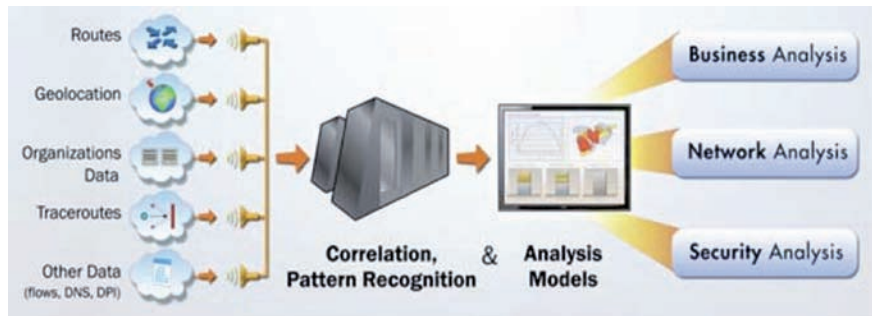 Routes
Geolocation
Organizations
Data
Traceroutes
Other Data
(flows, DNS, DPI)
Correlation,
Pattern Recognition
&
Analysis
Models
Business Analysis
Network Analysis
Security Analysis